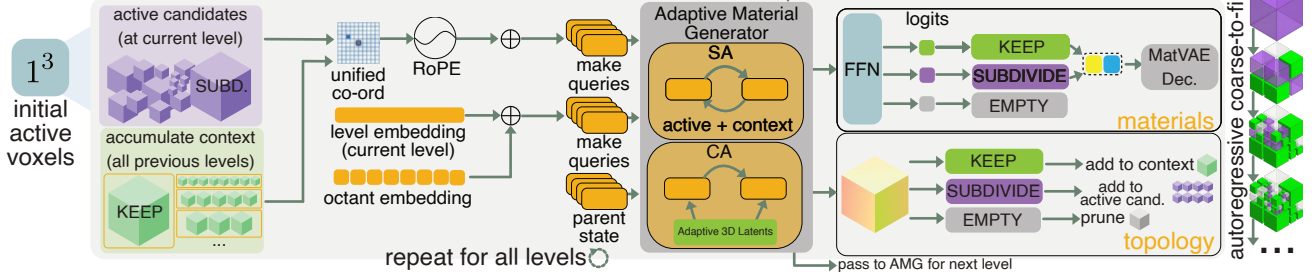 1³
initial
active
voxels
active candidates
(at current level)
SUBD.
accumulate context
(all previous levels)
KEEP
...
unified
co-ord
RoPE
level embedding
(current level)
octant embedding
make
queries
make
queries
parent
state
repeat for all levels
Adaptive Material
Generator
SA
active + context
CA
Adaptive 3D Latents
FFN
logits
KEEP
SUBDIVIDE
EMPTY
MatVAE
Dec.
materials
KEEP
SUBDIVIDE
EMPTY
add to context
add to
active cand.
prune
topology
pass to AMG for next level
autoregressive coarse-to-fi
...